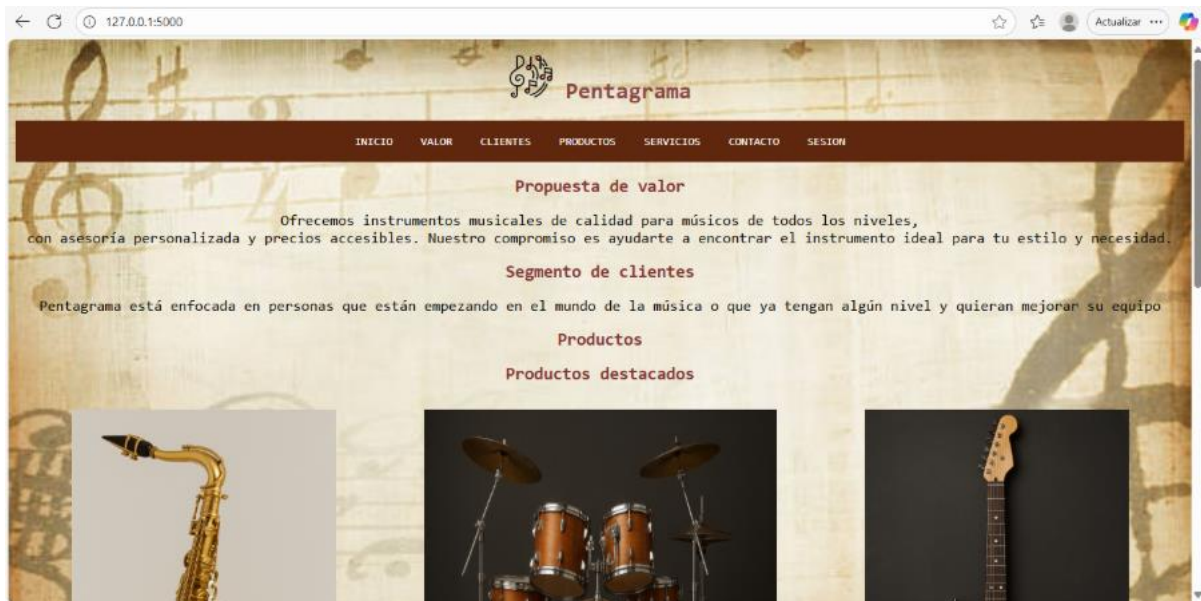 127.0.0.1:5000
Actualizar
Pentagrama
INICIO VALOR CLIENTES PRODUCTOS SERVICIOS CONTACTO SESION
Propuesta de valor
Ofrecemos instrumentos musicales de calidad para músicos de todos los niveles,
con asesoría personalizada y precios accesibles. Nuestro compromiso es ayudarte a encontrar el instrumento ideal para tu estilo y necesidad.
Segmento de clientes
Pentagrama está enfocada en personas que están empezando en el mundo de la música o que ya tengan algún nivel y quieran mejorar su equipo
Productos
Productos destacados